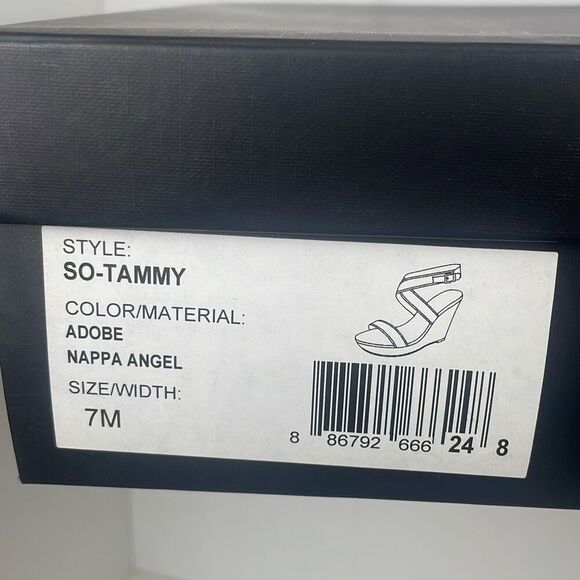 STYLE:
SO-TAMMY
COLOR/MATERIAL:
ADOBE
NAPPA ANGEL
SIZE/WIDTH:
7M
8 86792 666 24 8